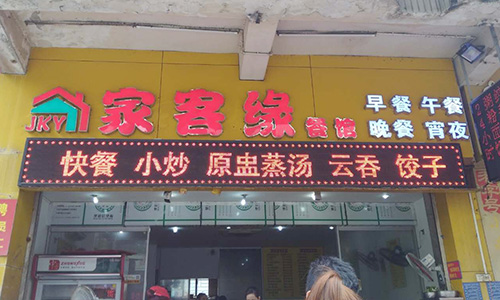 JKY 家客缘 餐馆
早餐 午餐
晚餐 宵夜
快餐 小炒 原盅蒸汤 云吞 饺子